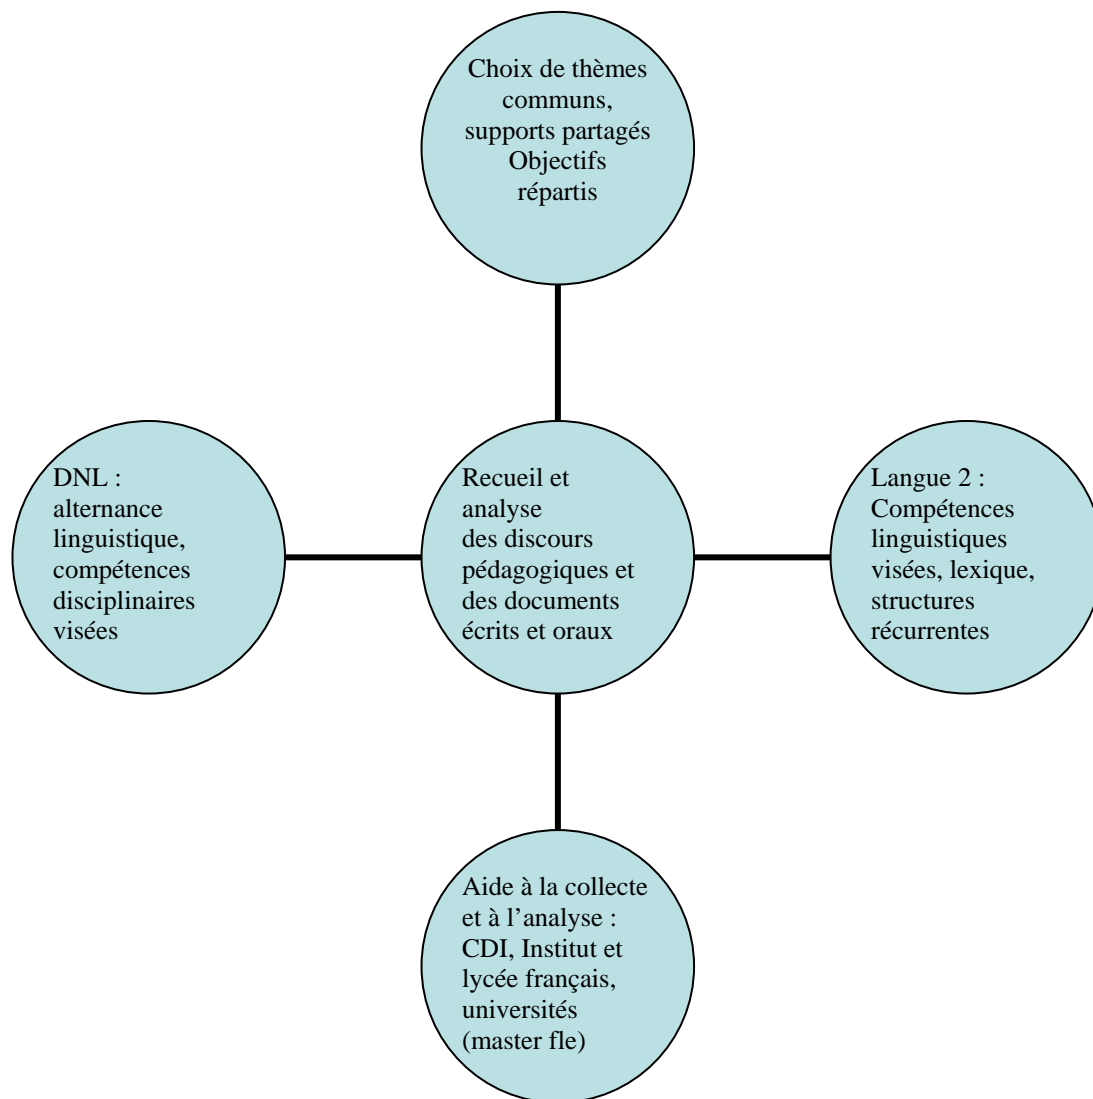 Choix de thèmes
communs,
supports partagés
Objectifs
répartis
DNL :
alternance
linguistique,
compétences
disciplinaires
visées
Recueil et
analyse
des discours
pédagogiques et
des documents
écrits et oraux
Langue 2 :
Compétences
linguistiques
visées, lexique,
structures
récurrentes
Aide à la collecte
et à l’analyse :
CDI, Institut et
lycée français,
universités
(master fle)